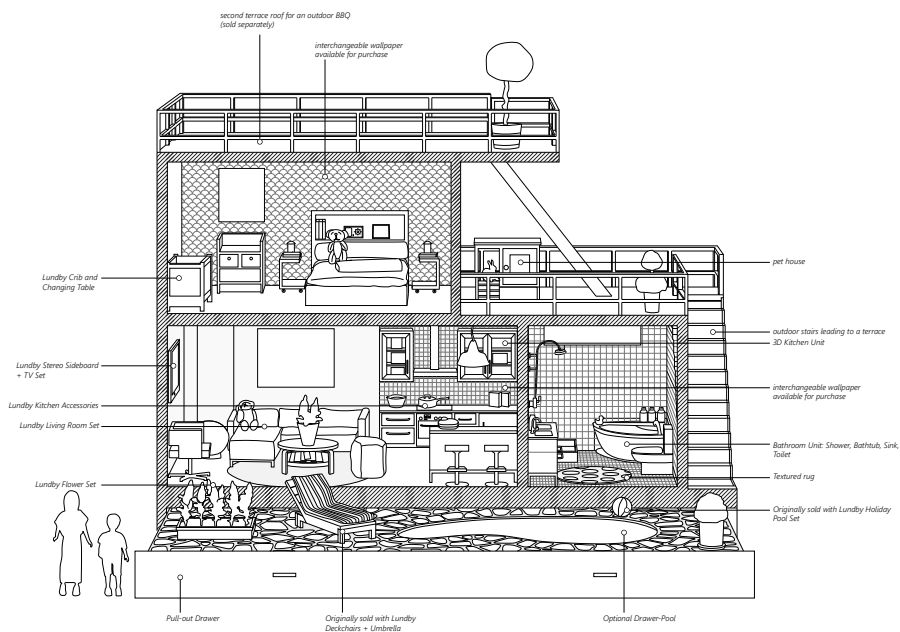 second terrace roof for an outdoor BBQ
(sold separately)
interchangeable wallpaper
available for purchase
pet house
Lundby Crib and
Changing Table
outdoor stairs leading to a terrace
3D Kitchen Unit
Lundby Stereo Sideboard
+ TV Set
interchangeable wallpaper
available for purchase
Lundby Kitchen Accessories
Lundby Living Room Set
Bathroom Unit: Shower, Bathtub, Sink,
Toilet
Textured rug
Lundby Flower Set
Originally sold with Lundby Holiday
Pool Set
Pull-out Drawer
Originally sold with Lundby
Deckchairs + Umbrella
Optional Drawer-Pool